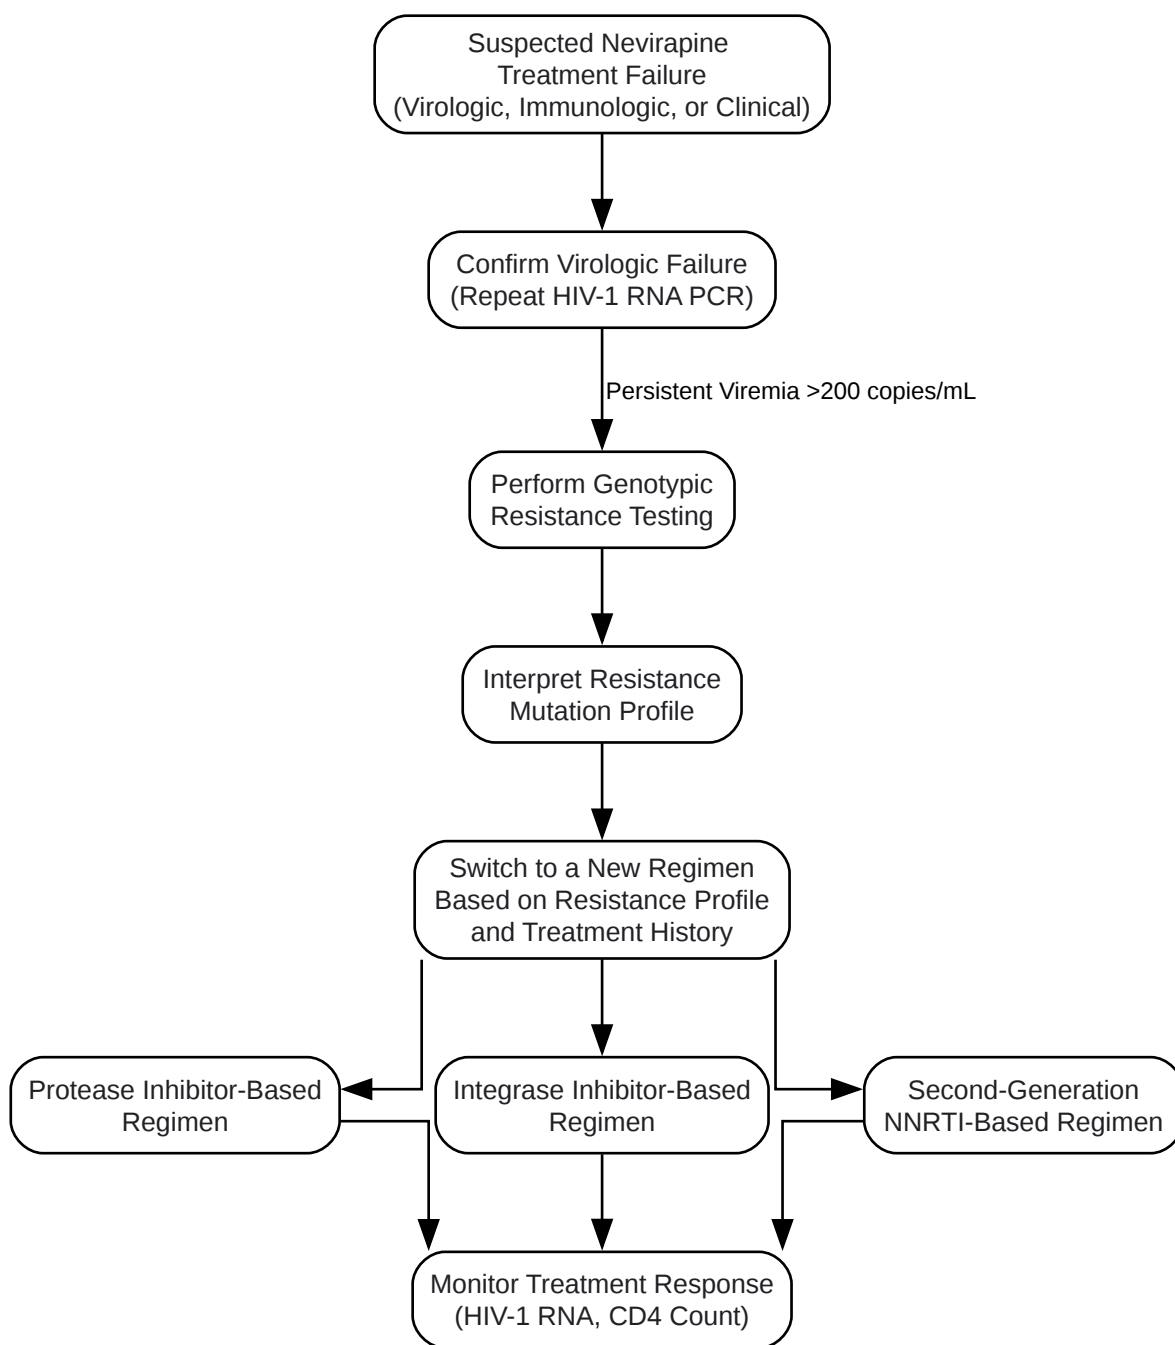 Suspected Nevirapine
Treatment Failure
(Virologic, Immunologic, or Clinical)
Confirm Virologic Failure
(Repeat HIV-1 RNA PCR)
Persistent Viremia >200 copies/mL
Perform Genotypic
Resistance Testing
Interpret Resistance
Mutation Profile
Switch to a New Regimen
Based on Resistance Profile
and Treatment History
Protease Inhibitor-Based
Regimen
Integrase Inhibitor-Based
Regimen
Second-Generation
NNRTI-Based Regimen
Monitor Treatment Response
(HIV-1 RNA, CD4 Count)